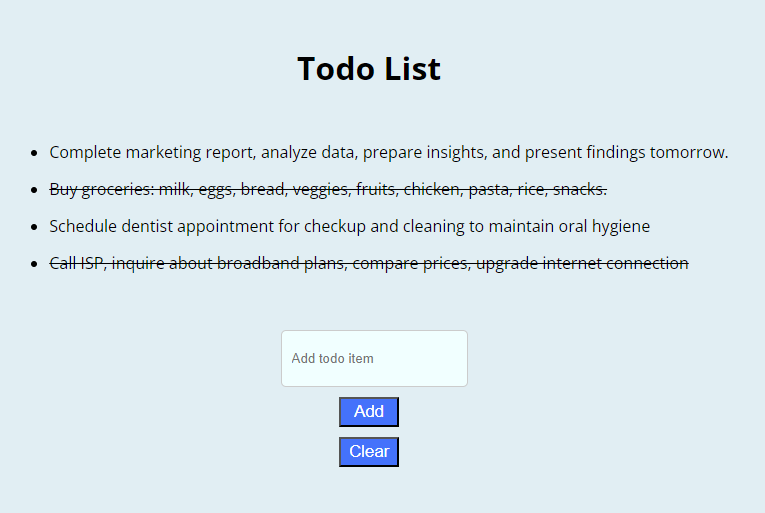 Todo List
Complete marketing report, analyze data, prepare insights, and present findings tomorrow.
Buy groceries: milk, eggs, bread, veggies, fruits, chicken, pasta, rice, snacks.
Schedule dentist appointment for checkup and cleaning to maintain oral hygiene
Call ISP, inquire about broadband plans, compare prices, upgrade internet connection
Add todo item
Add
Clear